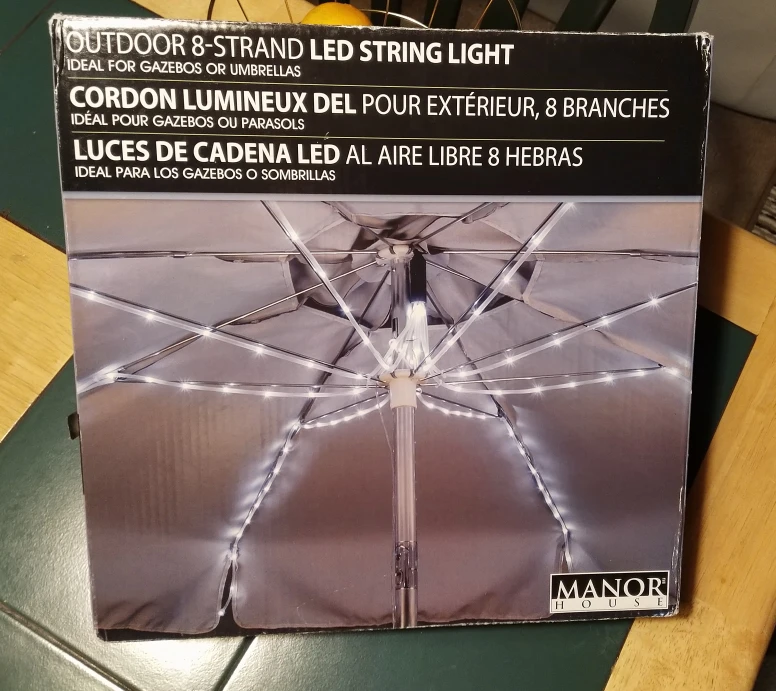 OUTDOOR 8-STRAND LED STRING LIGHT
IDEAL FOR GAZEBOS OR UMBRELLAS
CORDON LUMINEUX DEL POUR EXTÉRIEUR, 8 BRANCHES
IDÉAL POUR GAZEBOS OU PARASOLS
LUCES DE CADENA LED AL AIRE LIBRE 8 HEBRAS
IDEAL PARA LOS GAZEBOS O SOMBRILLAS
MANOR
HOUSE